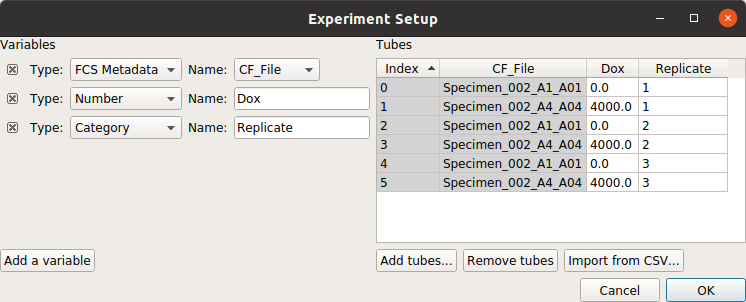 Experiment Setup
Variables
Type: FCS Metadata Name: CF_File
Type: Number Name: Dox
Type: Category Name: Replicate
Add a variable
Tubes
Index CF_File Dox Replicate
0 Specimen_002_A1_A01 0.0 1
1 Specimen_002_A4_A04 4000.0 1
2 Specimen_002_A1_A01 0.0 2
3 Specimen_002_A4_A04 4000.0 2
4 Specimen_002_A1_A01 0.0 3
5 Specimen_002_A4_A04 4000.0 3
Add tubes... Remove tubes Import from CSV...
Cancel OK